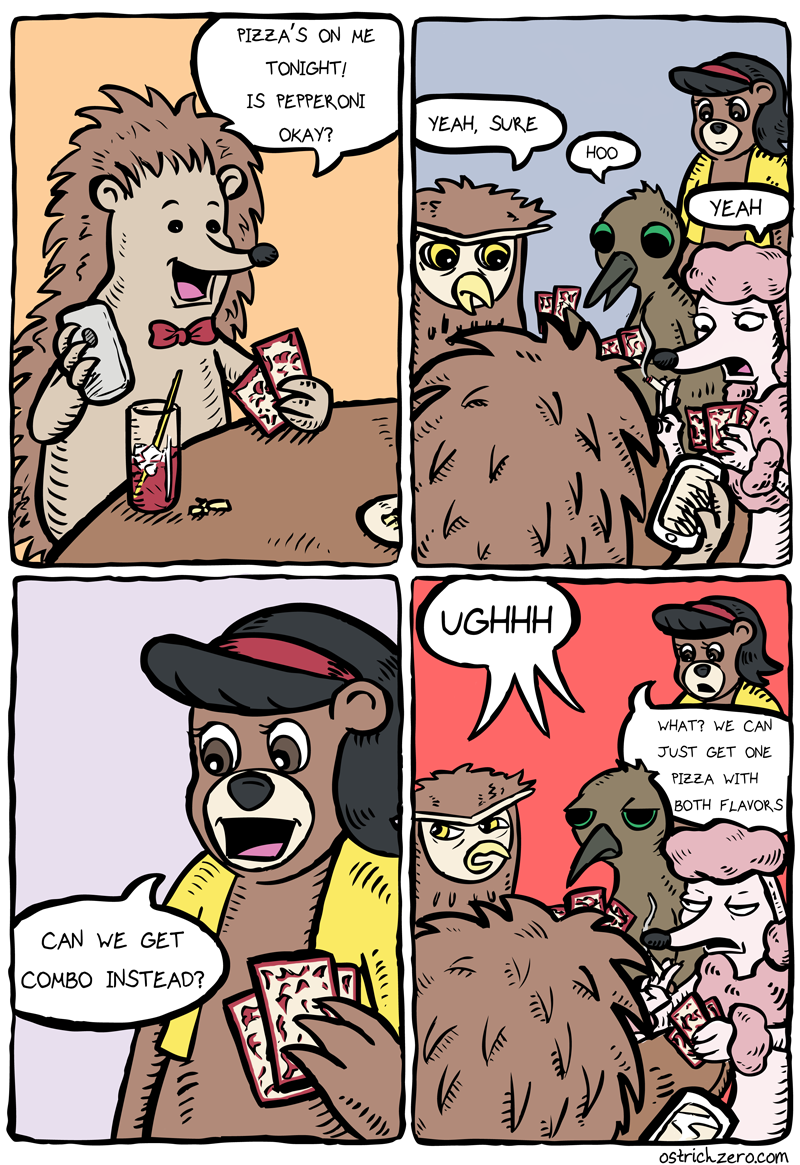 PIZZA'S ON ME
TONIGHT!
IS PEPPERONI
OKAY?
YEAH, SURE
HOO
YEAH
CAN WE GET
COMBO INSTEAD?
UGHHH
WHAT? WE CAN
JUST GET ONE
PIZZA WITH
BOTH FLAVORS
ostrichzero.com